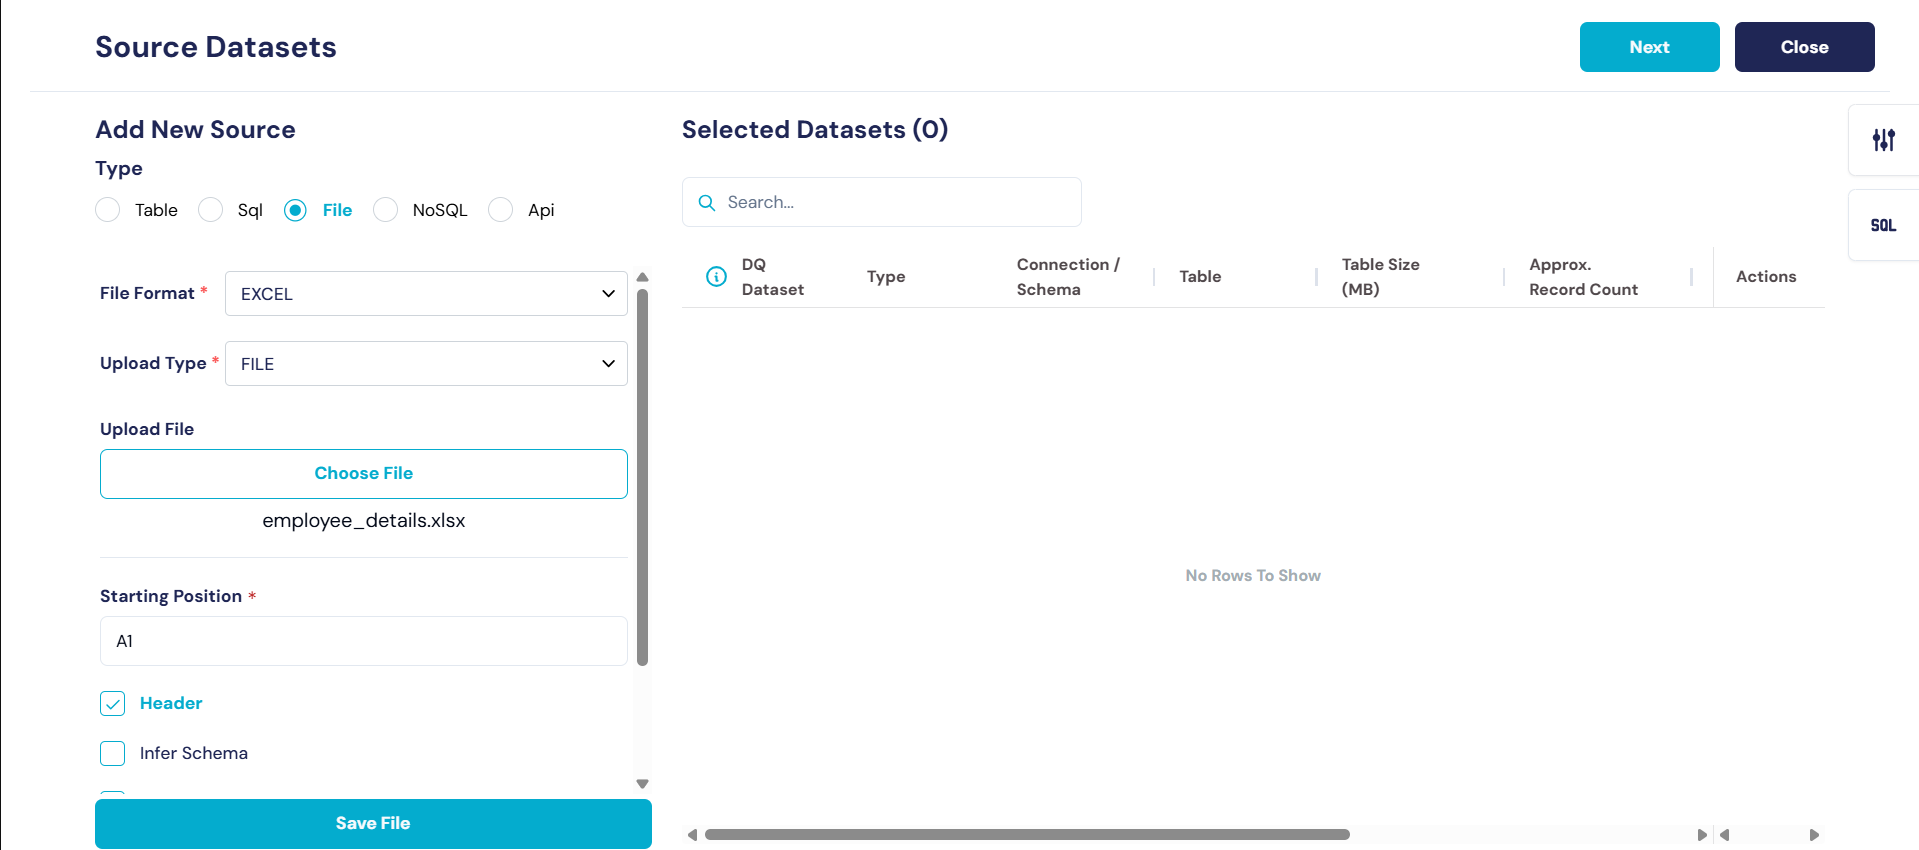 Source Datasets
Next
Close
Add New Source
Type
Table
Sql
File
NoSQL
Api
File Format *
EXCEL
Upload Type *
FILE
Upload File
Choose File
employee_details.xlsx
Starting Position *
A1
Header
Infer Schema
Save File
Selected Datasets (0)
Search...
DQ
Dataset
Type
Connection /
Schema
Table
Table Size
(MB)
Approx.
Record Count
Actions
No Rows To Show
SQL